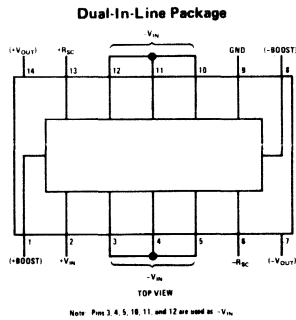 Dual-In-Line Package
(+VOUT) +RSC -VIN GND (-BOOST)
14 13 12 11 10 9 8
1 2 3 4 5 6 7
(+BOOST) +VIN -VIN -RSC (-VOUT)
TOP VIEW
Note: Pins 3, 4, 5, 10, 11, and 12 are used as -VIN